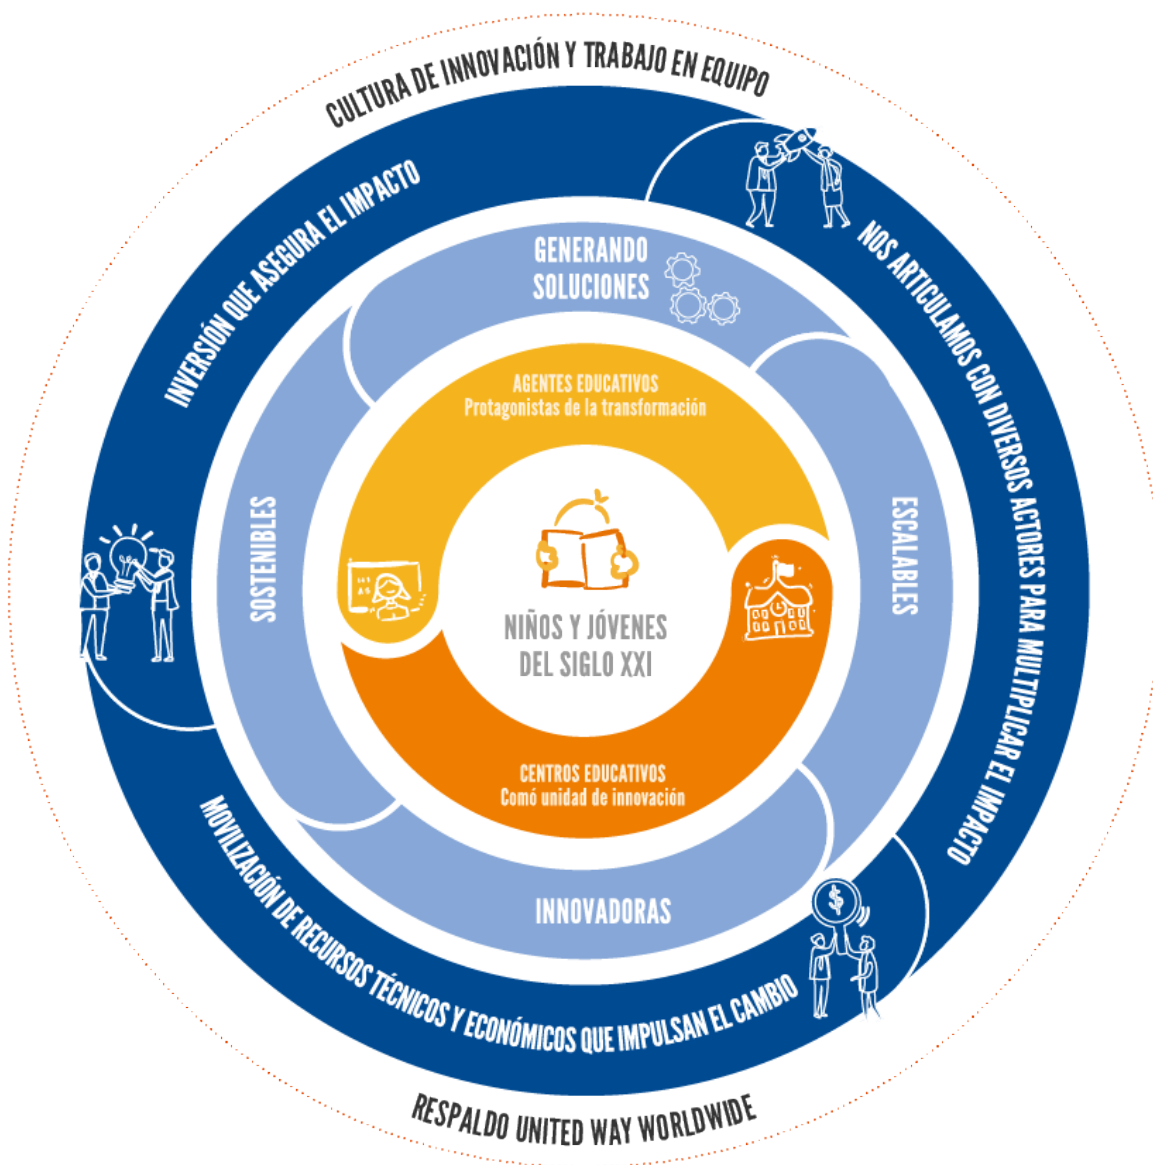 CULTURA DE INNOVACIÓN Y TRABAJO EN EQUIPO
INVERSIÓN QUE ASEGURA EL IMPACTO
NOS ARTICULAMOS CON DIVERSOS ACTORES PARA MULTIPLICAR EL IMPACTO
GENERANDO
SOLUCIONES
AGENTES EDUCATIVOS
Protagonistas de la transformación
SOSTENIBLES
ESCALABLES
NIÑOS Y JÓVENES
DEL SIGLO XXI
CENTROS EDUCATIVOS
Comó unidad de innovación
INNOVADORAS
$
MOVILIZACIÓN DE RECURSOS TÉCNICOS Y ECONÓMICOS QUE IMPULSAN EL CAMBIO
RESPALDO UNITED WAY WORLDWIDE